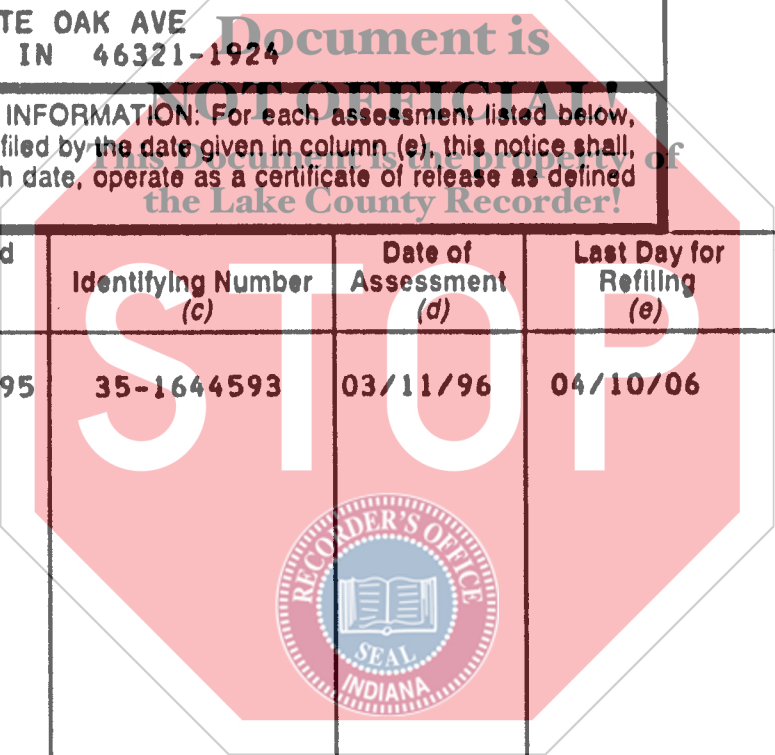 TE OAK AVE
IN 46321-1924
Document is
NOT OFFICIAL!
INFORMATION: For each assessment listed below,
filed by the date given in column (e), this notice shall,
This Document is the property of
h date, operate as a certificate of release as defined
the Lake County Recorder!
d
Identifying Number
(c)
Date of
Assessment
(d)
Last Day for
Refiling
(e)
95 35-1644593 03/11/96 04/10/06
STOP
RECORDER'S OFFICE
SEAL
INDIANA